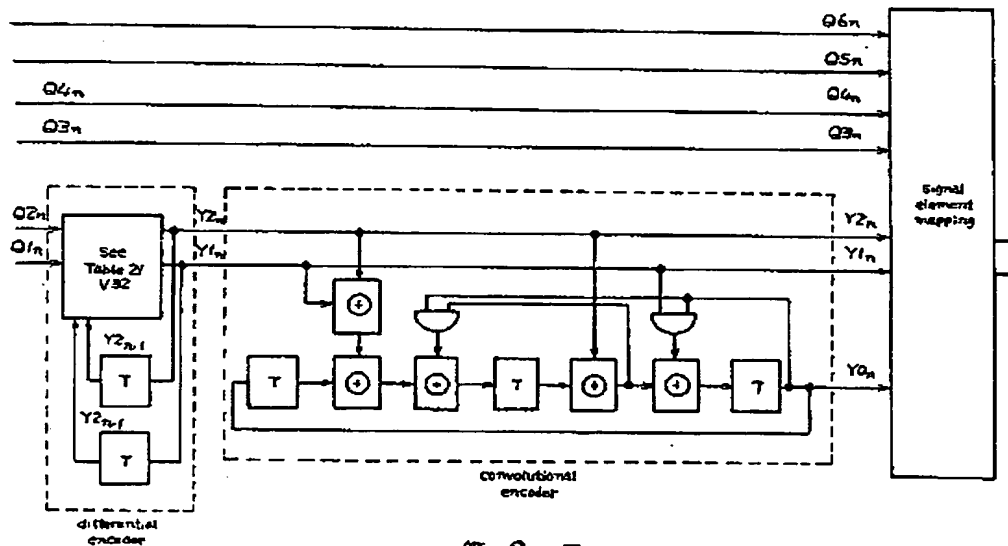 Q6n
Q5n
Q4n Q4n
Q3n Q3n
Signal
element
mapping
Q2n Y2n Y2n
Q1n Y1n Y1n
See
Table 2/
V32
Y2n-1
T
Y2n-1
T
T T T
Y0n
convolutional
encoder
differential
encoder